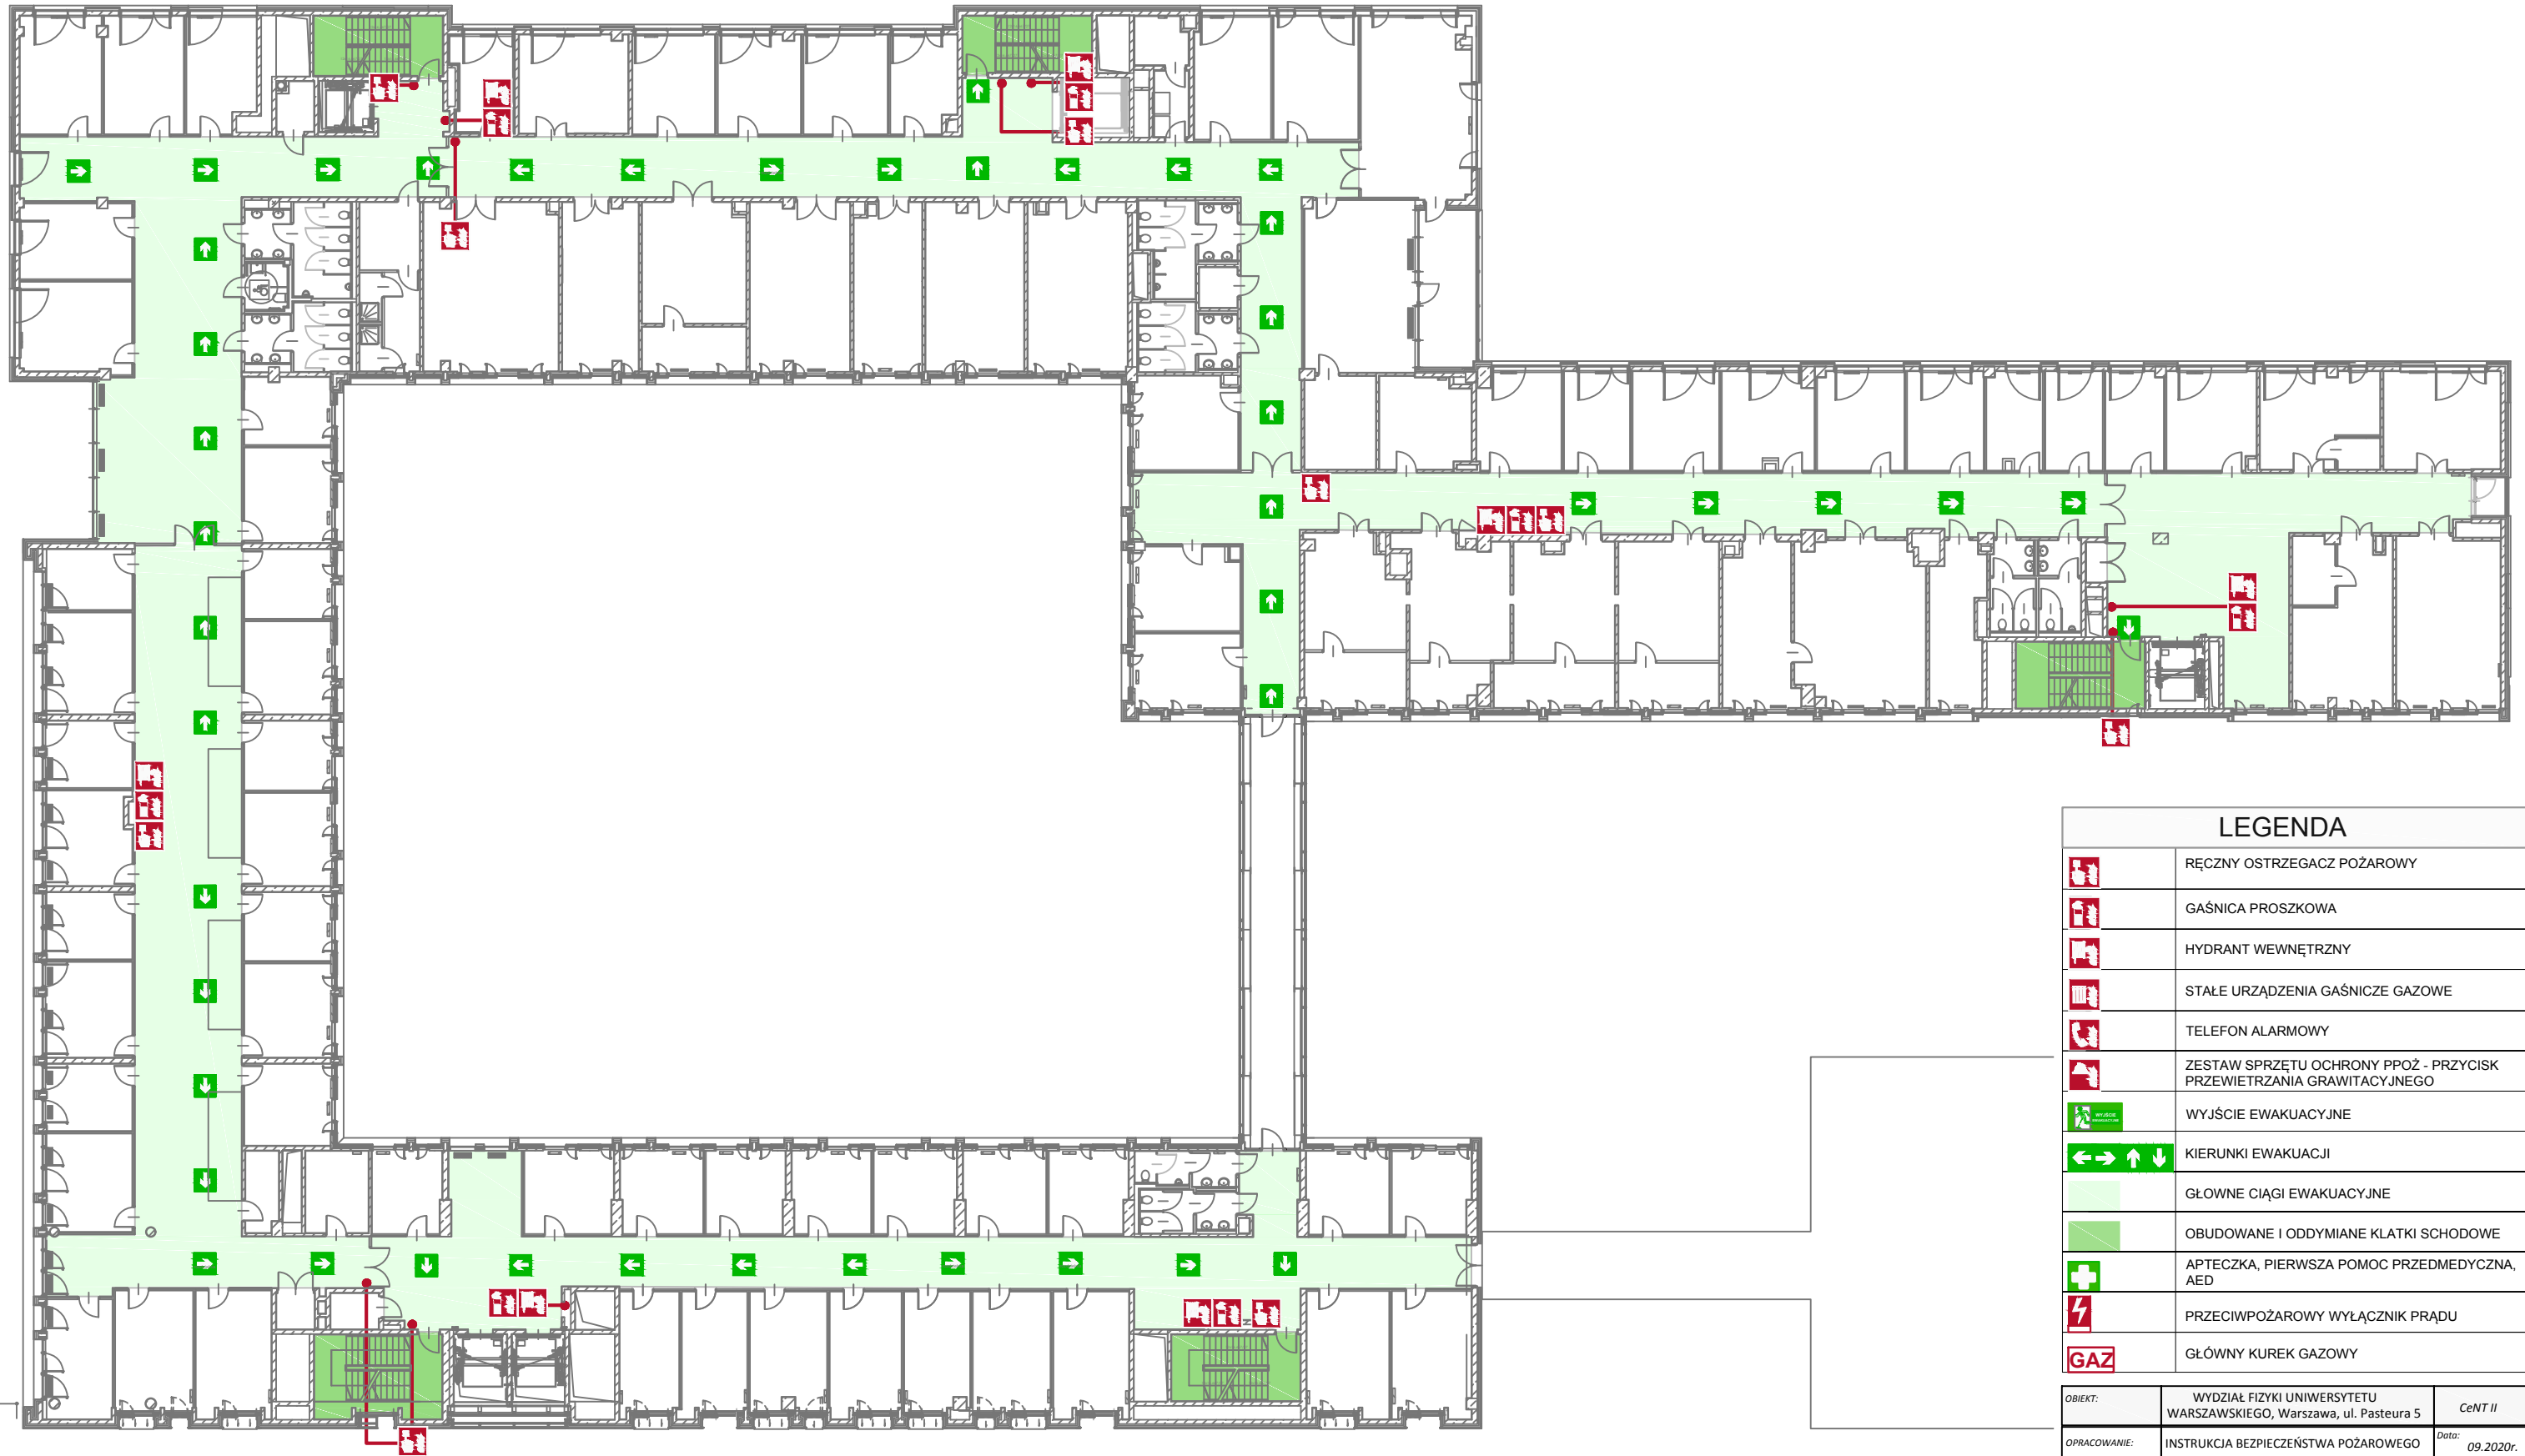 LEGENDA
RĘCZNY OSTRZEGACZ POŻAROWY
GAŚNICA PROSZKOWA
HYDRANT WEWNĘTRZNY
STAŁE URZĄDZENIA GAŚNICZE GAZOWE
TELEFON ALARMOWY
ZESTAW SPRZĘTU OCHRONY PPOŻ - PRZYCISK
PRZEWIETRZANIA GRAWITACYJNEGO
WYJŚCIE
EWAKUACYJNE
WYJŚCIE EWAKUACYJNE
KIERUNKI EWAKUACJI
GŁOWNE CIĄGI EWAKUACYJNE
OBUDOWANE I ODDYMIANE KLATKI SCHODOWE
APTECZKA, PIERWSZA POMOC PRZEDMEDYCZNA,
AED
PRZECIWPOŻAROWY WYŁĄCZNIK PRĄDU
GAZ GŁÓWNY KUREK GAZOWY
OBIEKT: WYDZIAŁ FIZYKI UNIWERSYTETU
WARSZAWSKIEGO, Warszawa, ul. Pasteura 5
CeNT II
OPRACOWANIE: INSTRUKCJA BEZPIECZEŃSTWA POŻAROWEGO
Data:
09.2020r.